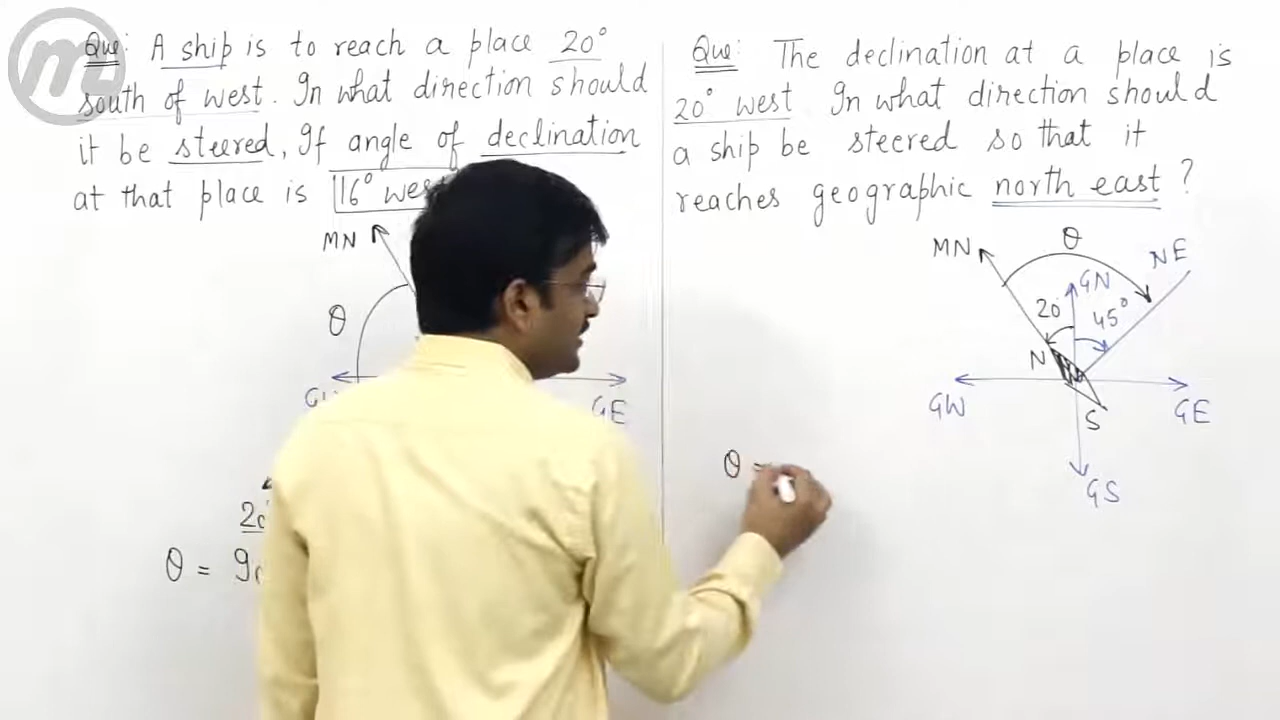 Que: A ship is to reach a place 20°
south of west. In what direction should
it be steered, If angle of declination
at that place is 16° west
MN
θ
GE
20
θ =
Que: The declination at a place is
20° west In what direction should
a ship be steered so that it
reaches geographic north east ?
MN
θ
NE
GN
20°
45°
N
GW
GE
S
GS
θ =
m